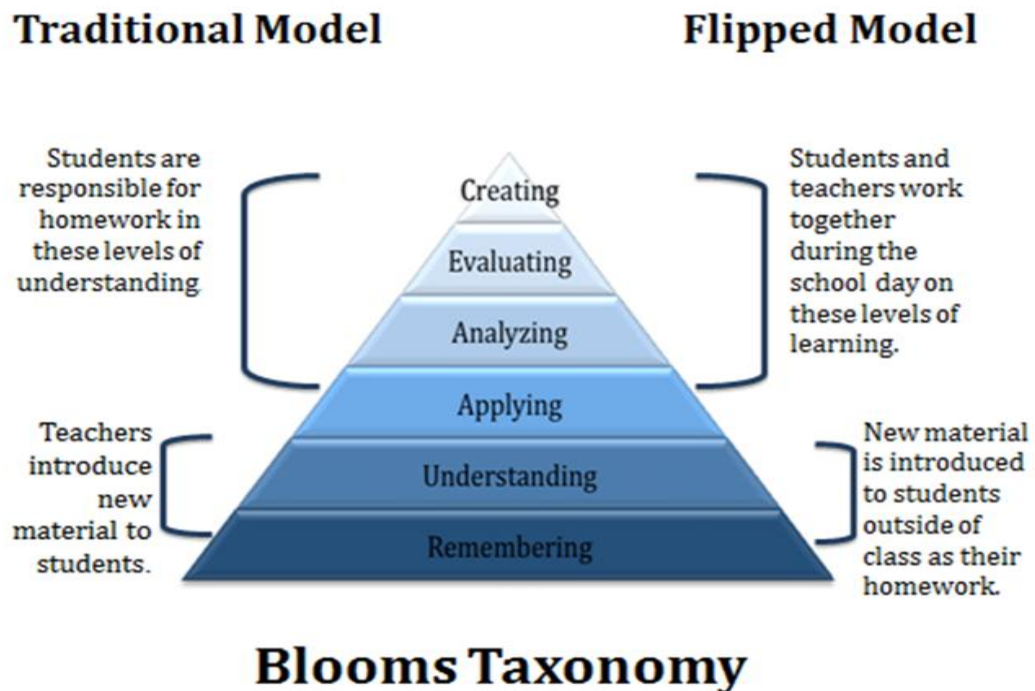 Traditional Model
Flipped Model
Students are
responsible for
homework in
these levels of
understanding
Teachers
introduce
new
material to
students.
Creating
Evaluating
Analyzing
Applying
Understanding
Remembering
Students and
teachers work
together
during the
school day on
these levels of
learning.
New material
is introduced
to students
outside of
class as their
homework.
Blooms Taxonomy